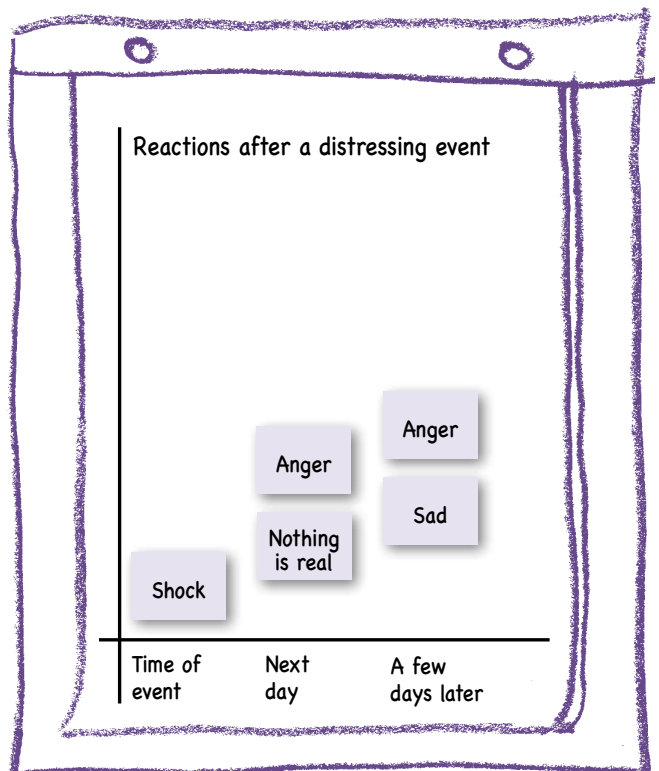 Reactions after a distressing event
Anger
Anger
Sad
Nothing
is real
Shock
Time of
event
Next
day
A few
days later